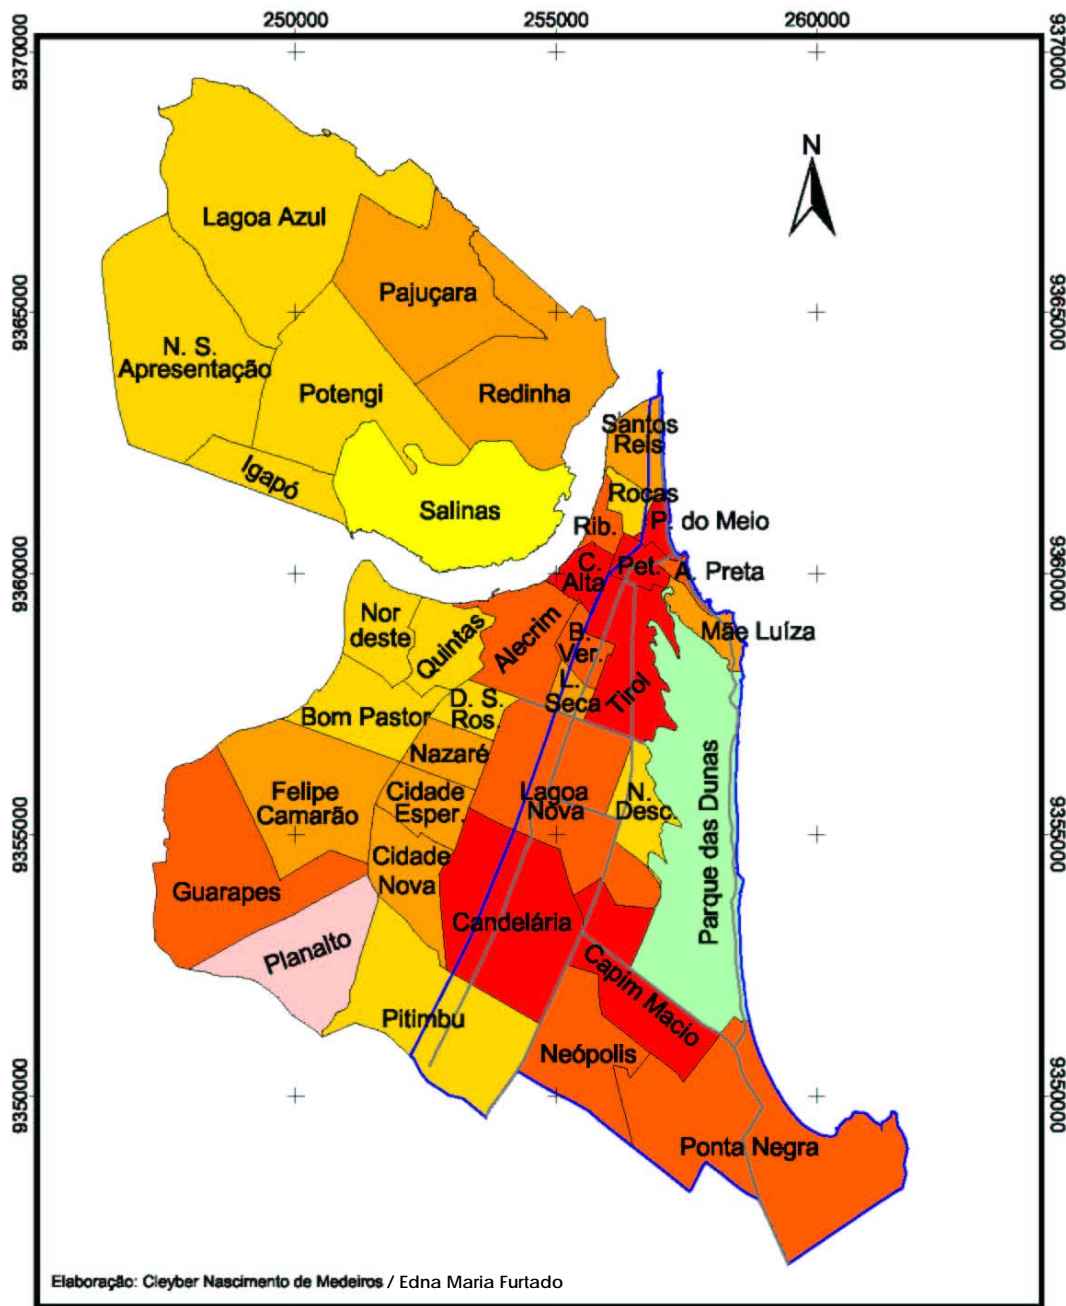 250000 255000 260000
9370000 9370000
N
Lagoa Azul
Pajuçara
9365000 9365000
N. S.
Apresentação
Potengi
Redinha
Santos
Reis
Igapó
Rocas
Salinas
P. do Meio
Rib.
C.
Alta
Pet.
A. Preta
9360000 9360000
Nor
deste
Quintas
Alecrim
B.
Ver.
Mãe Luíza
L.
Seca
Tirol
D. S.
Ros.
Bom Pastor
Nazaré
Parque das Dunas
Felipe
Camarão
Cidade
Esper.
Lagoa
Nova
N.
Desc.
9355000 9355000
Cidade
Nova
Guarapes
Candelária
Planalto
Capim Macio
Pitimbu
Neópolis
9350000 9350000
Ponta Negra
Elaboração: Cleyber Nascimento de Medeiros / Edna Maria Furtado